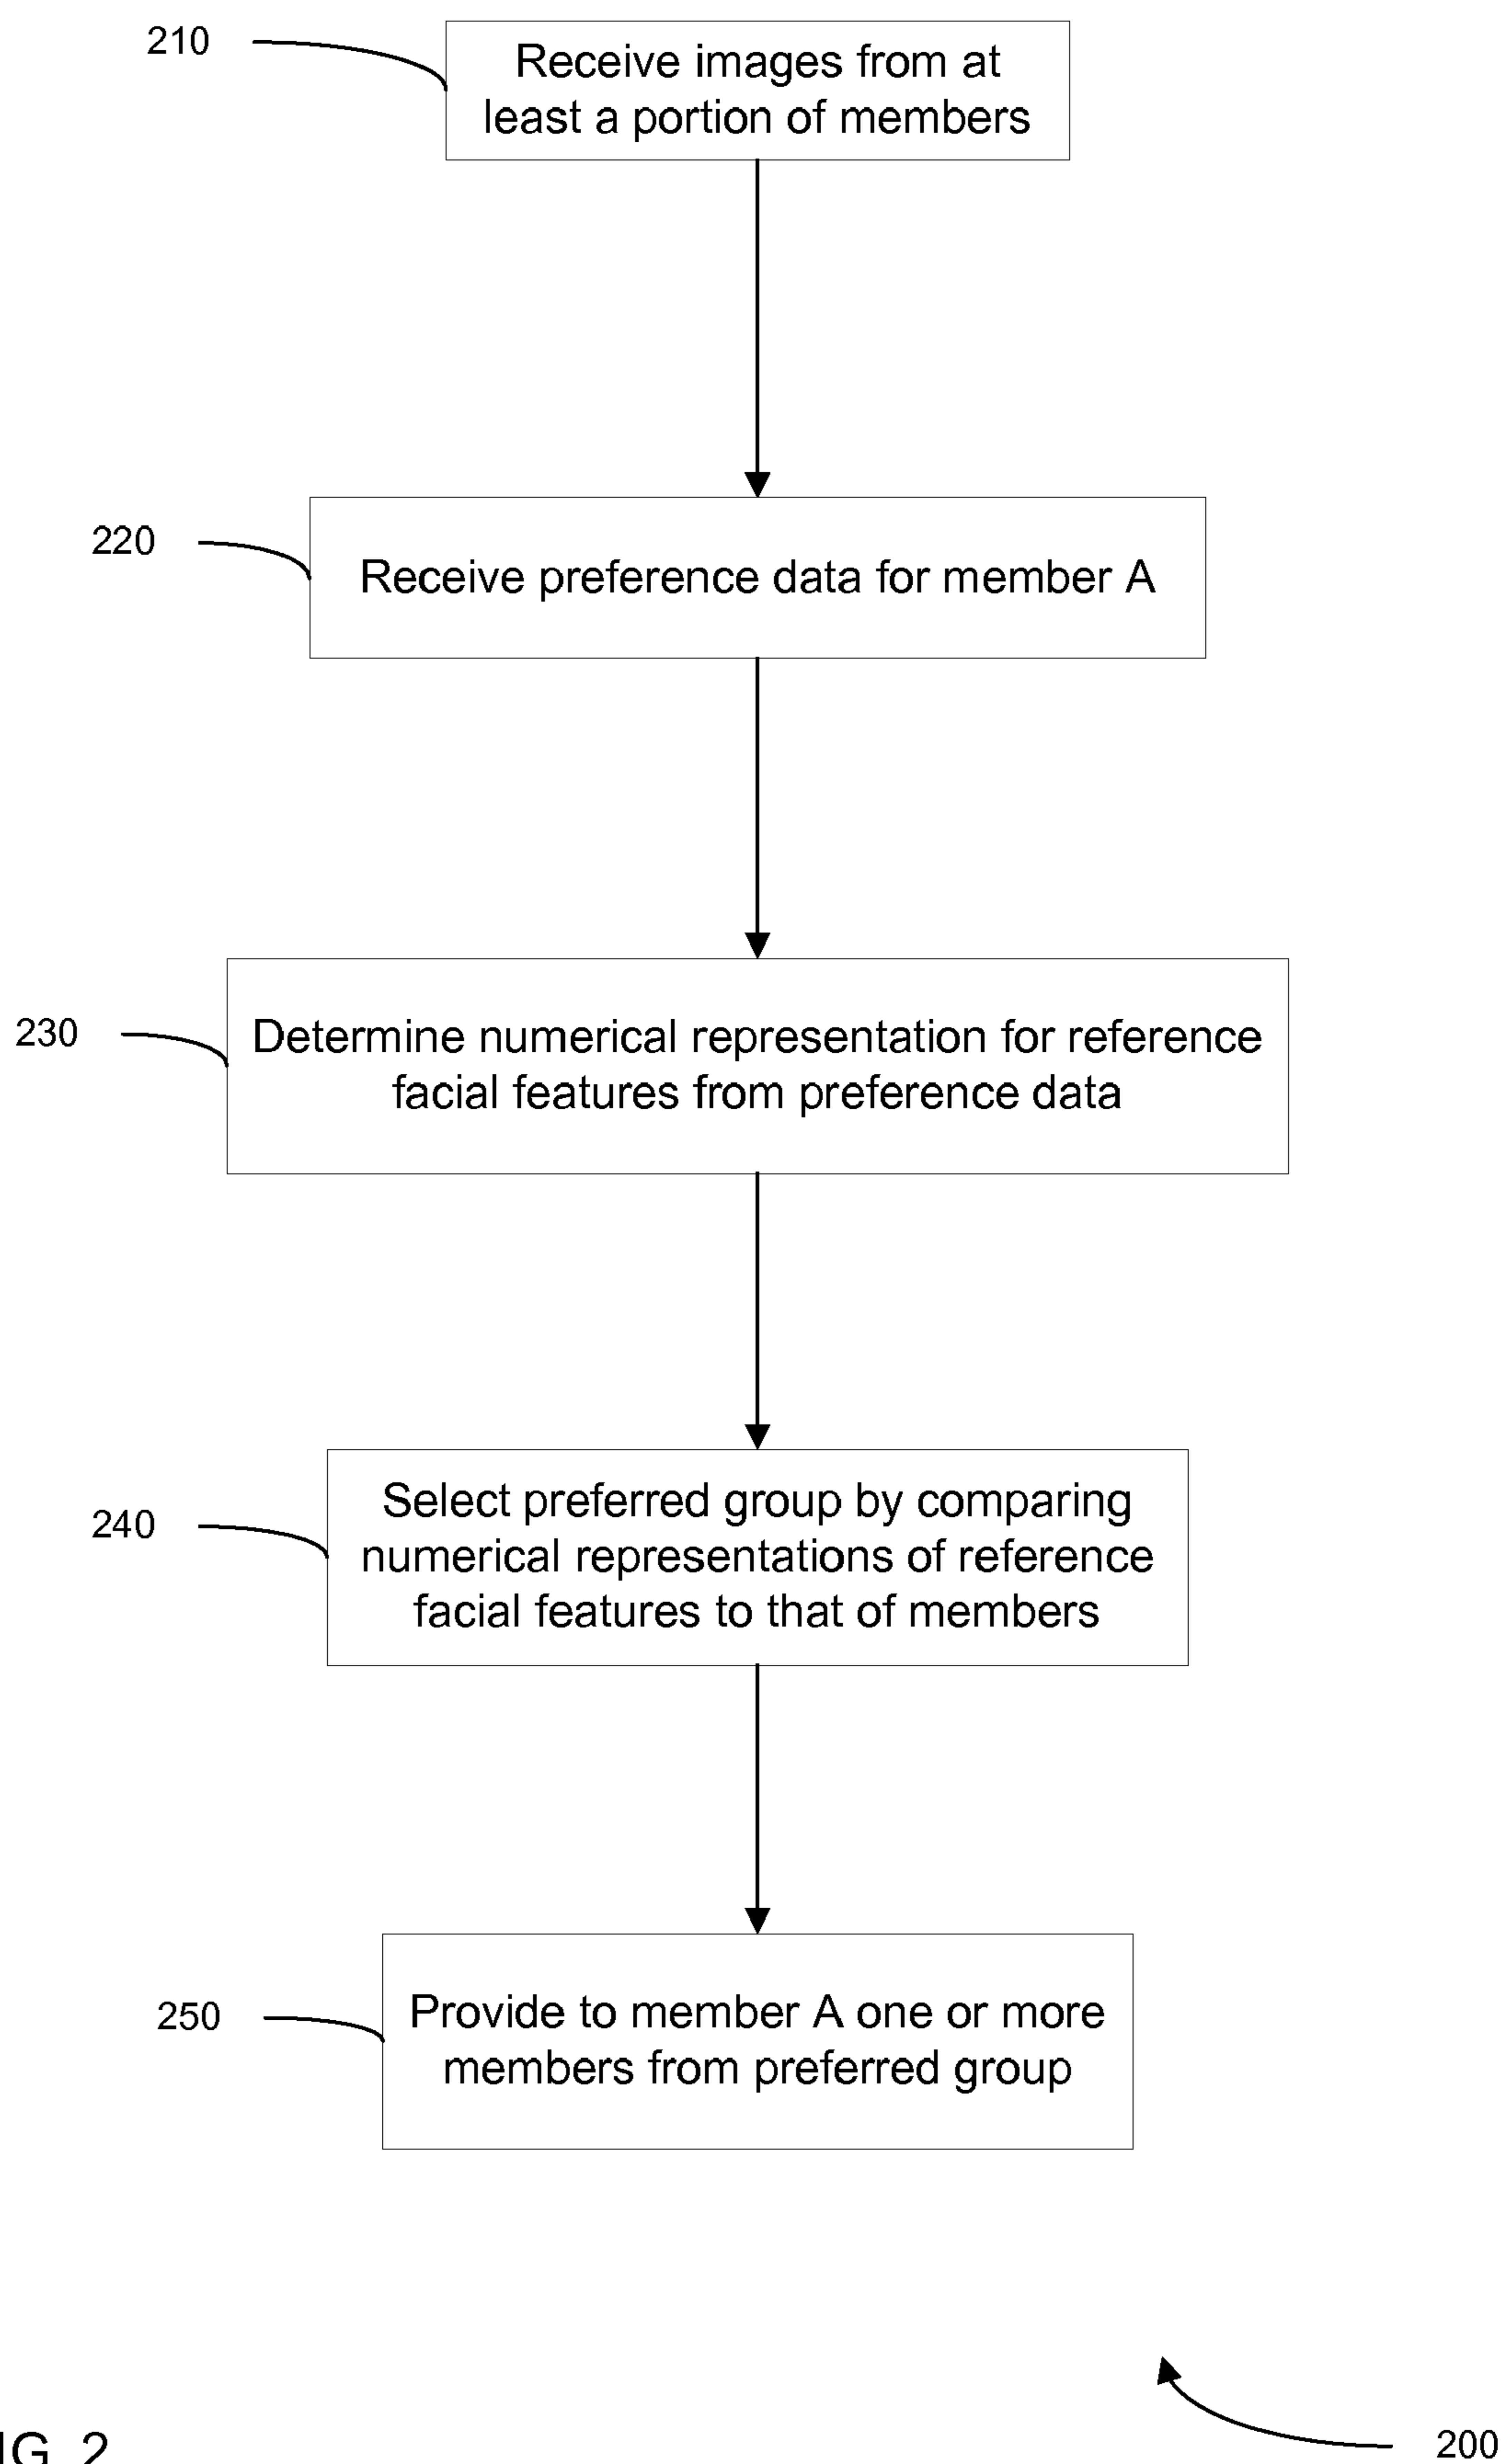 210
Receive images from at
least a portion of members
220
Receive preference data for member A
230
Determine numerical representation for reference
facial features from preference data
240
Select preferred group by comparing
numerical representations of reference
facial features to that of members
250
Provide to member A one or more
members from preferred group
IG. 2
200